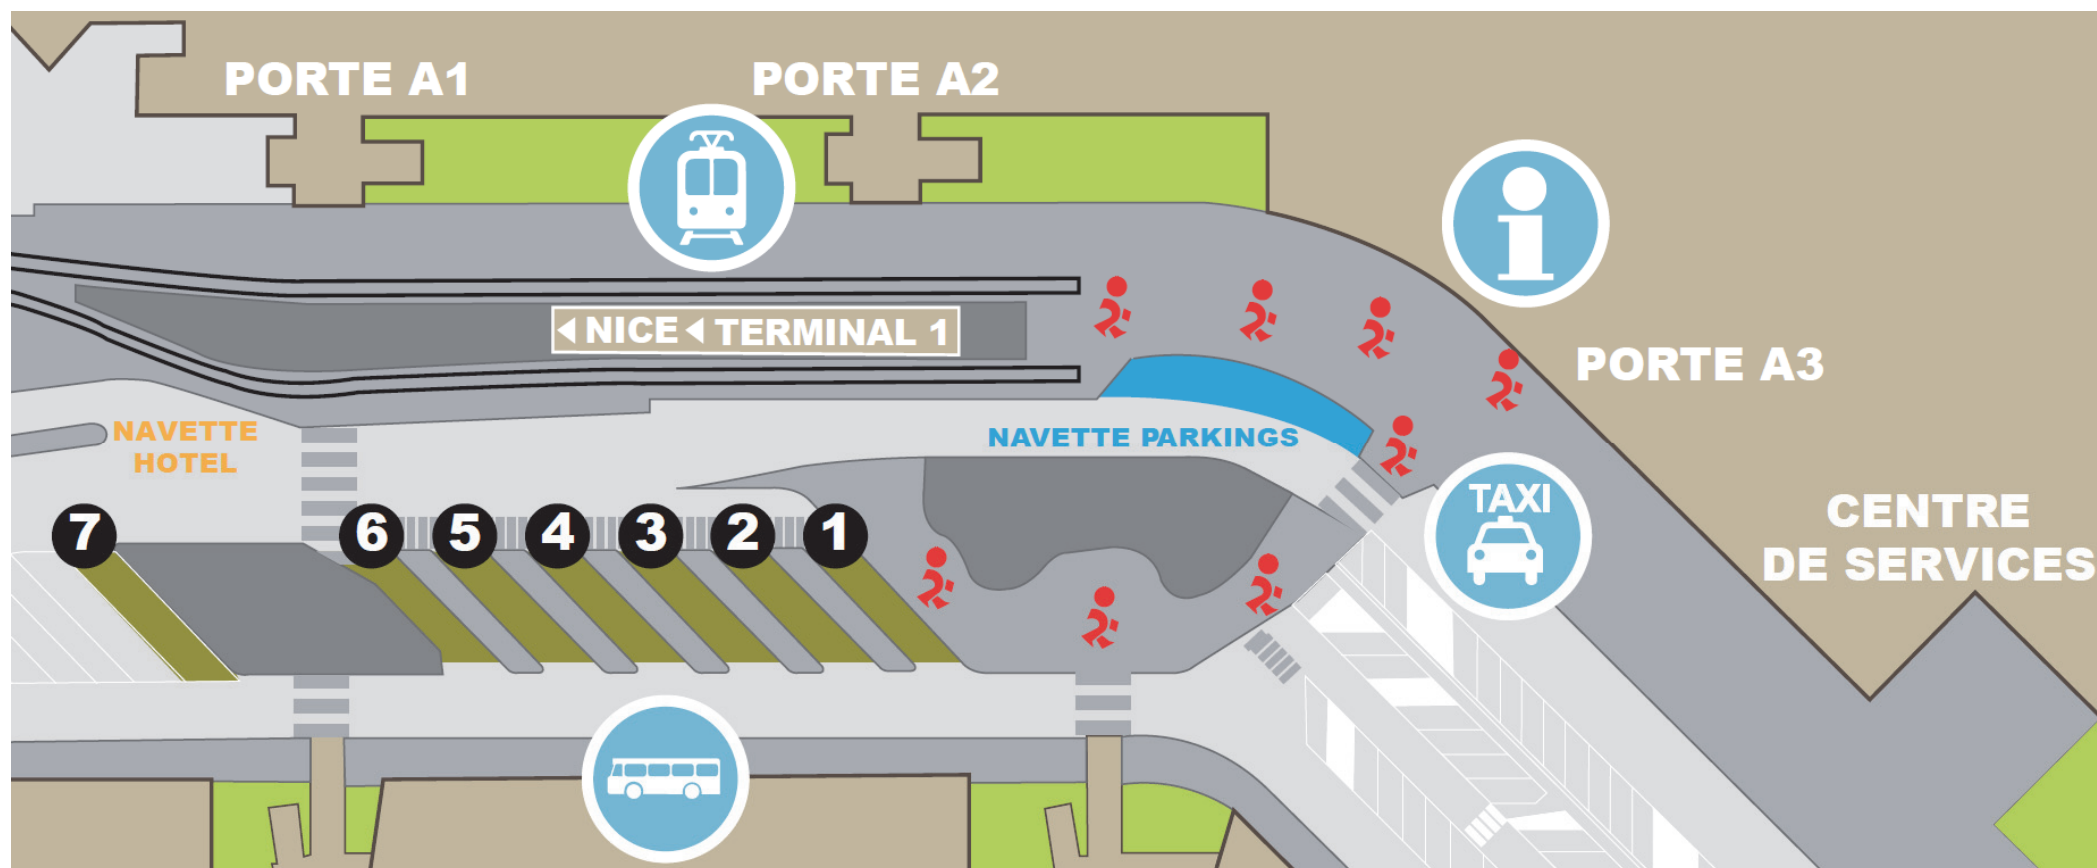 PORTE A1
PORTE A2
NICE TERMINAL 1
PORTE A3
NAVETTE
HOTEL
NAVETTE PARKINGS
TAXI
CENTRE
DE SERVICES
7
6
5
4
3
2
1